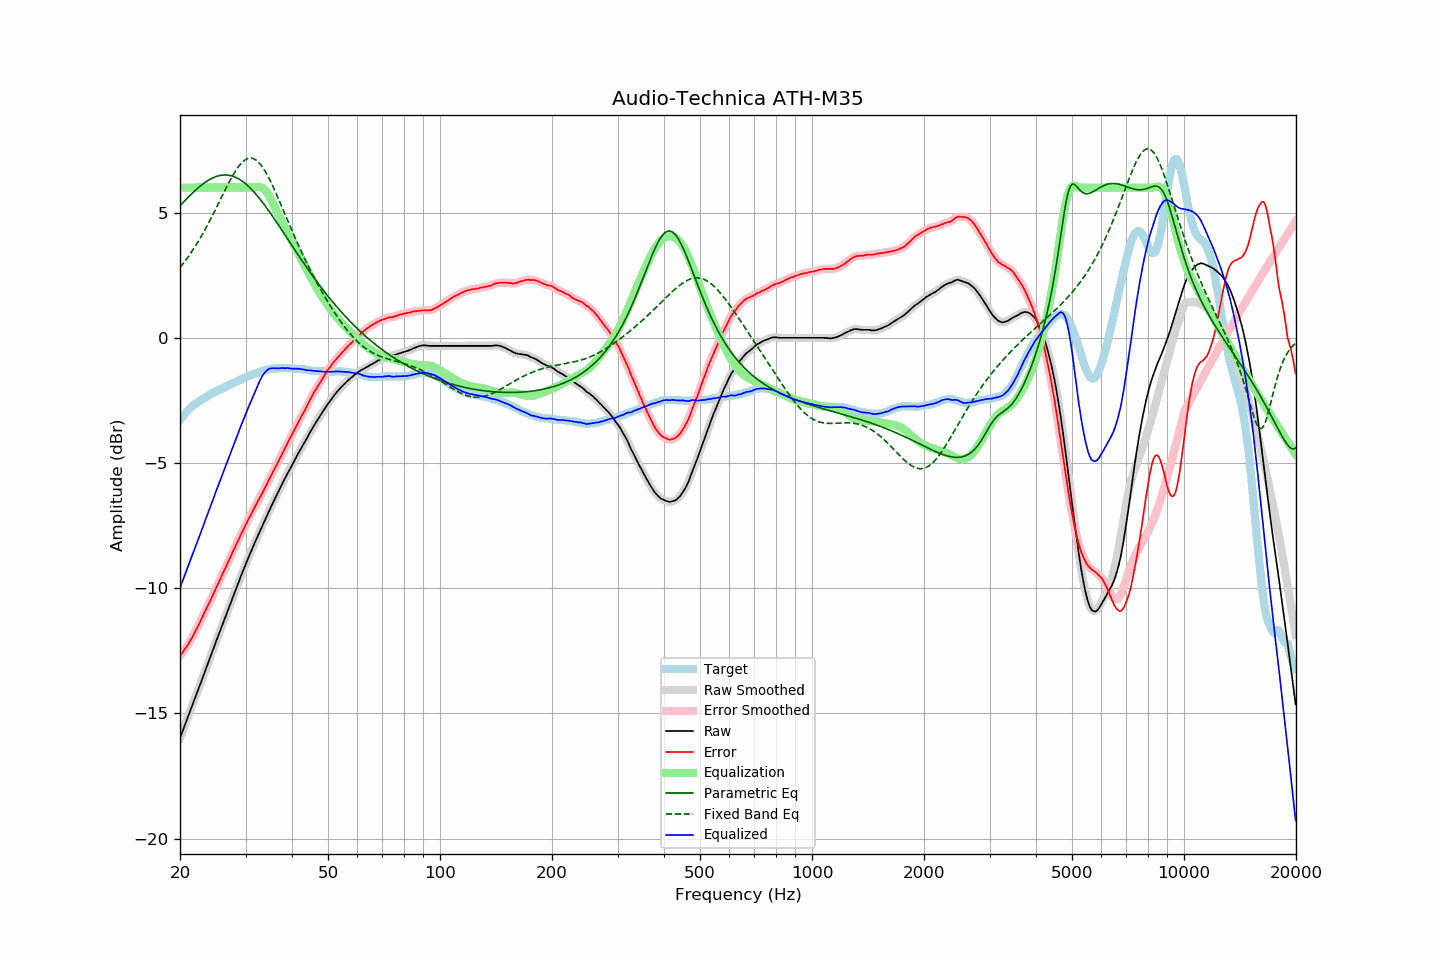 Audio-Technica ATH-M35
Amplitude (dBr)
5
0
−5
−10
−15
−20
Target
Raw Smoothed
Error Smoothed
Raw
Error
Equalization
Parametric Eq
Fixed Band Eq
Equalized
20 50 100 200 500 1000 2000 5000 10000 20000
Frequency (Hz)